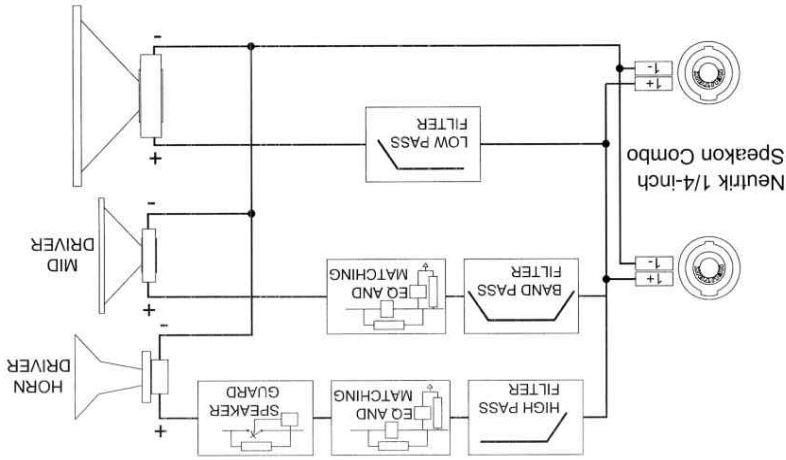 HIGH PASS
FILTER
EQ AND
MATCHING
SPEAKER
GUARD
+
-
HORN
DRIVER
1+
1-
BAND PASS
FILTER
EQ AND
MATCHING
+
-
MID
DRIVER
Neutrik 1/4-inch
Speakon Combo
LOW PASS
FILTER
+
-
1+
1-